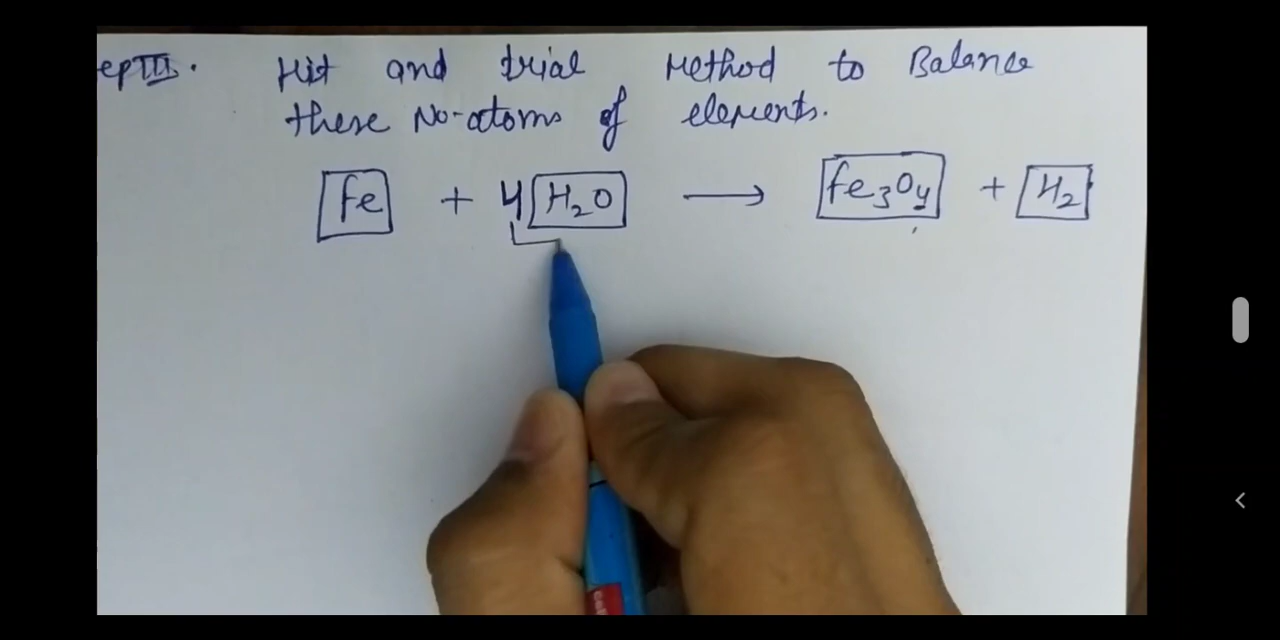 epIII. Hit and trial Method to Balance
these No-atoms of elements.
Fe + 4 H₂O → Fe₃O₄ + H₂